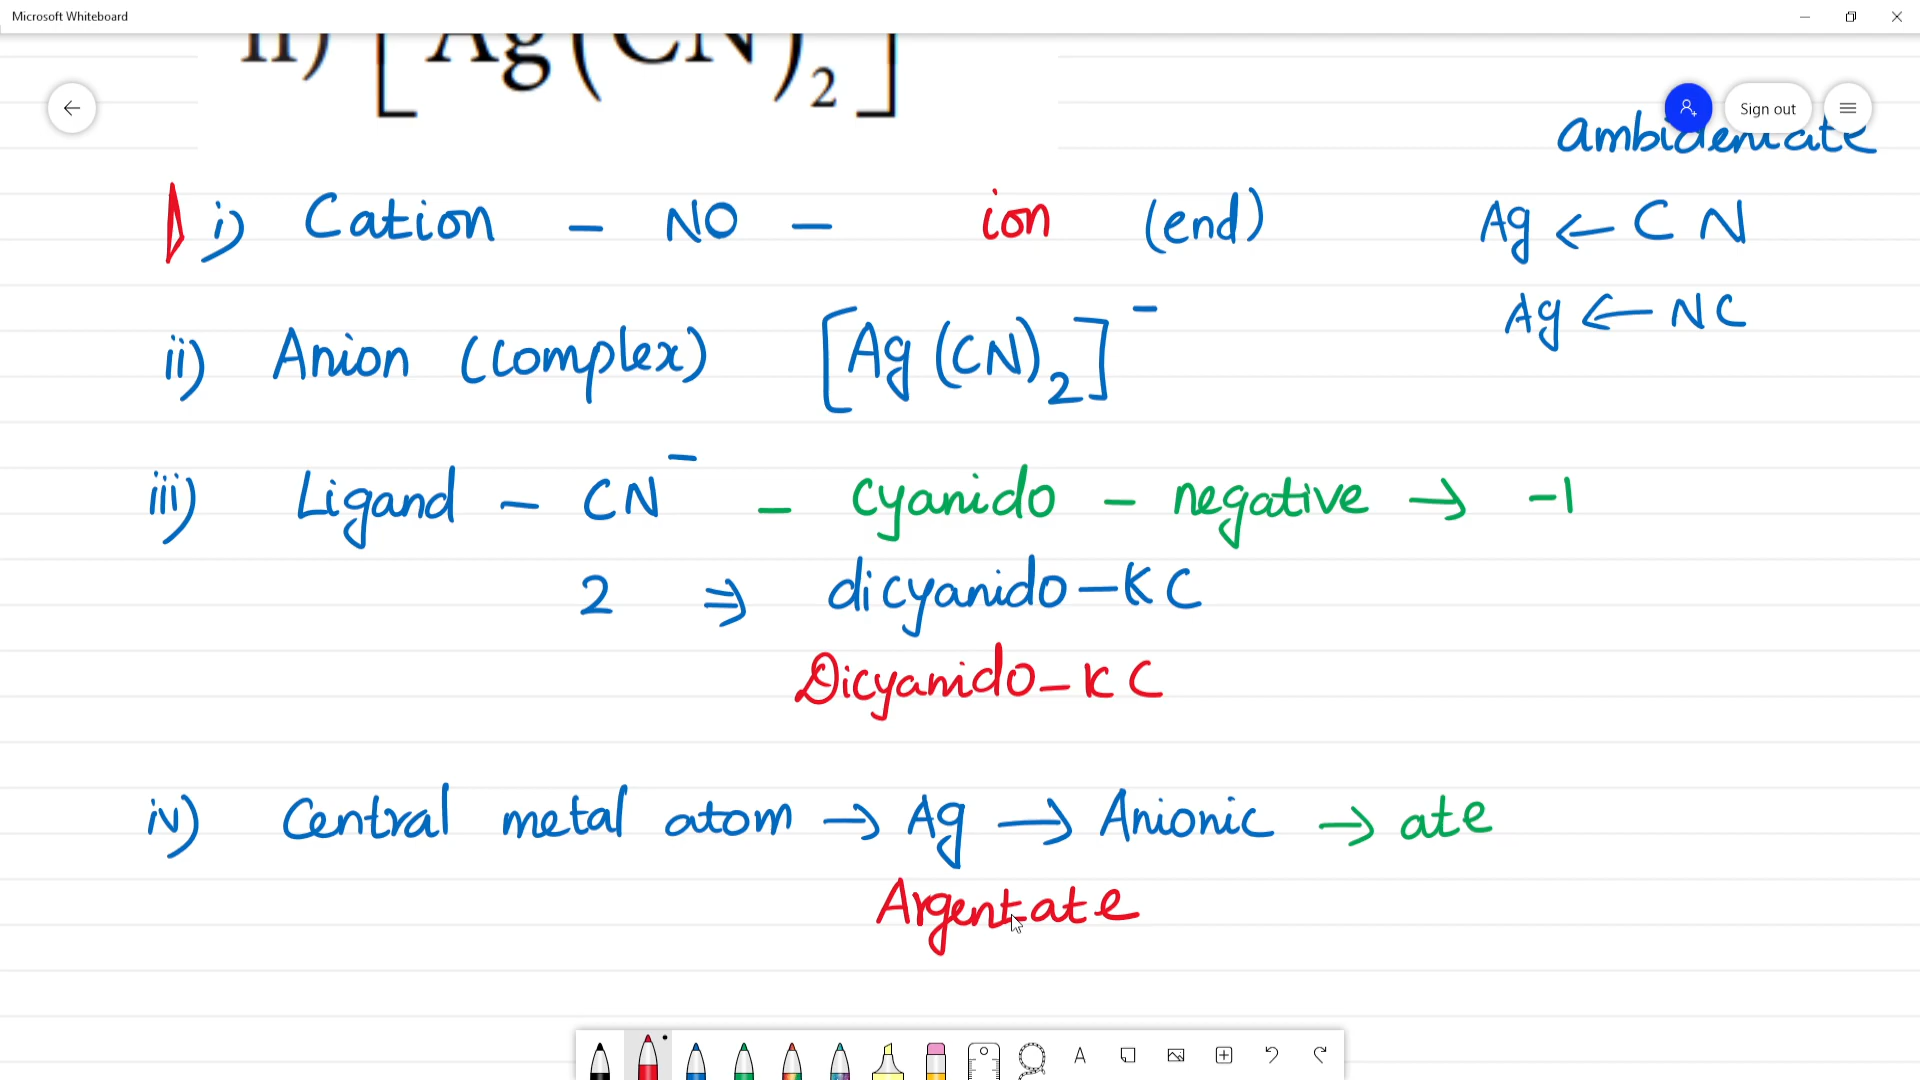 Microsoft Whiteboard
ii) [Ag(CN)₂]
Sign out
ambidentate
i) Cation – NO – ion (end)
Ag ← C N
Ag ← N C
ii) Anion (complex) [Ag(CN)₂]⁻
iii) Ligand – CN⁻ – cyanido – negative → -1
2 ⇒ dicyanido – K C
Dicyanido – K C
iv) Central metal atom → Ag → Anionic → ate
Argentate
A